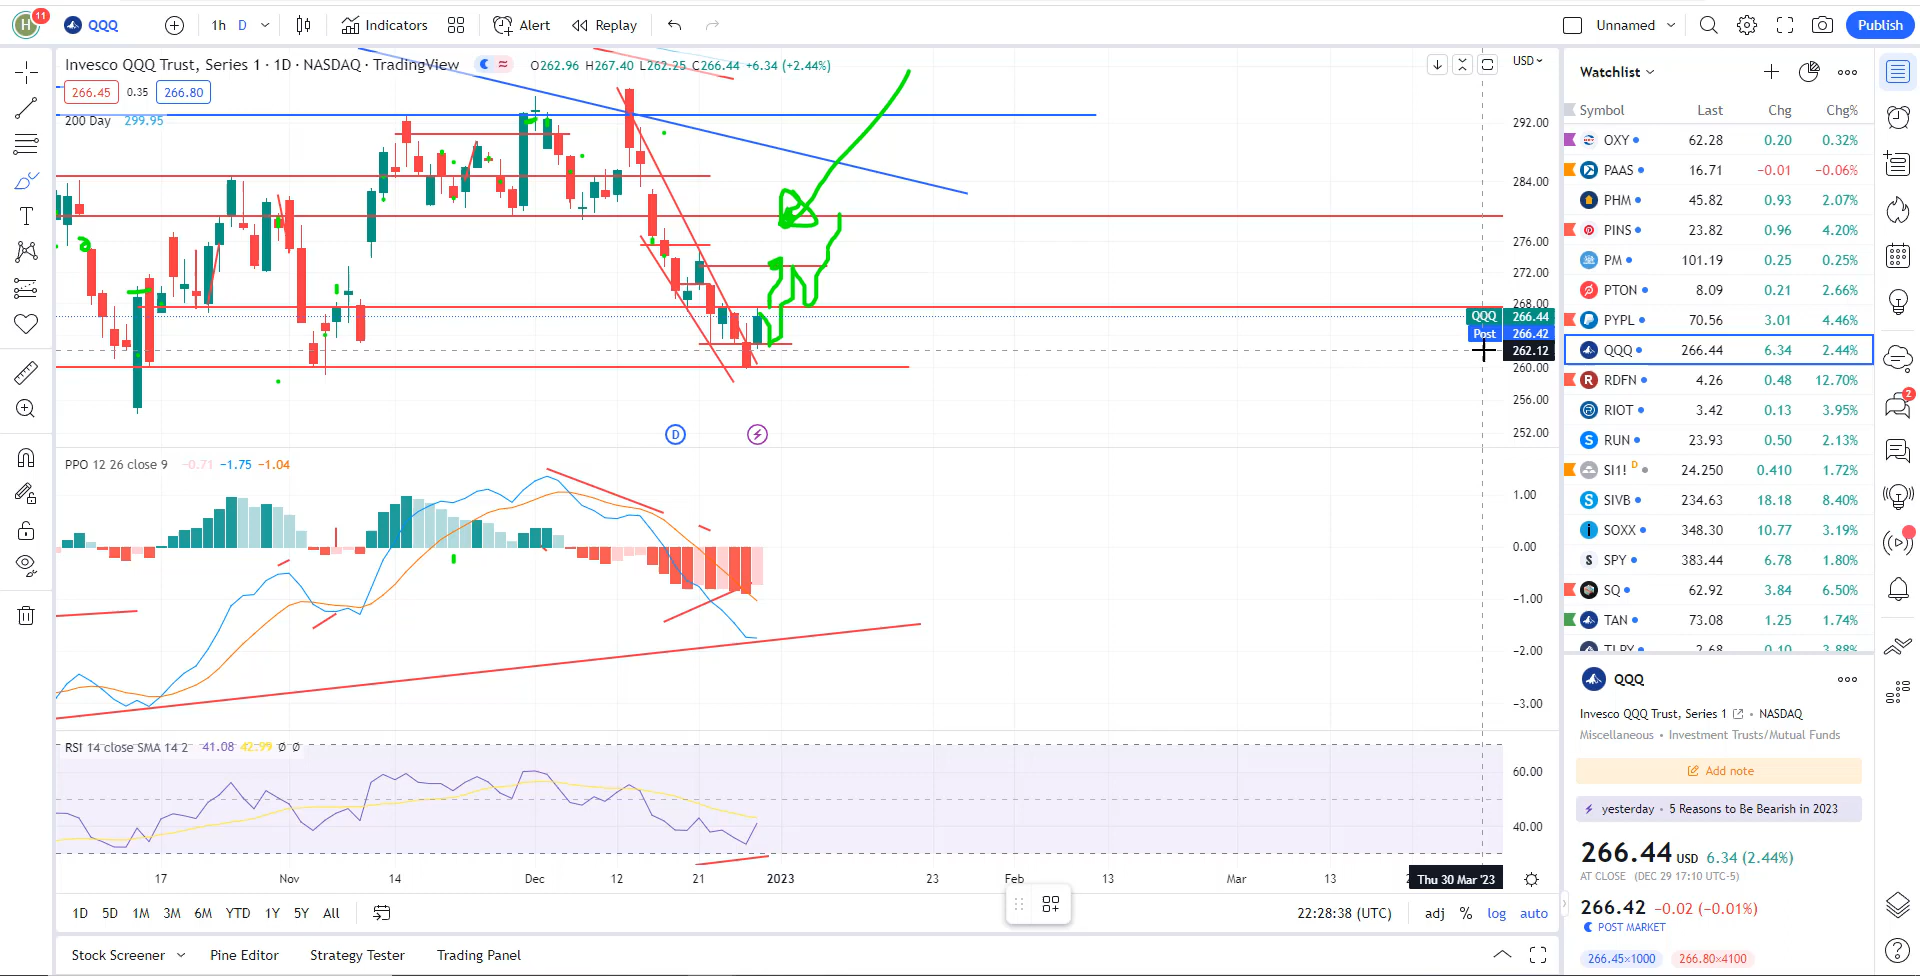 H 11 QQQ 1h D Indicators Alert Replay Unnamed Publish
Invesco QQQ Trust, Series 1 · 1D · NASDAQ · TradingView O262.96 H267.40 L262.25 C266.44 +6.34 (+2.44%)
USD
266.45 0.35 266.80
200 Day 299.95
292.00
284.00
276.00
272.00
268.00
QQQ 266.44
Post 266.42
262.12
260.00
256.00
252.00
D
PPO 12 26 close 9 −0.71 −1.75 −1.04
1.00
0.00
−1.00
−2.00
−3.00
RSI 14 close SMA 14 2 41.08 42.99 Ø Ø
60.00
40.00
17 Nov 14 Dec 12 21 2023 23 Feb 13 Mar 13 Thu 30 Mar '23
1D 5D 1M 3M 6M YTD 1Y 5Y All 22:28:38 (UTC) adj % log auto
Stock Screener Pine Editor Strategy Tester Trading Panel
Watchlist
Symbol Last Chg Chg%
OXY 62.28 0.20 0.32%
PAAS 16.71 −0.01 −0.06%
PHM 45.82 0.93 2.07%
PINS 23.82 0.96 4.20%
PM 101.19 0.25 0.25%
PTON 8.09 0.21 2.66%
PYPL 70.56 3.01 4.46%
QQQ 266.44 6.34 2.44%
RDFN 4.26 0.48 12.70%
RIOT 3.42 0.13 3.95%
RUN 23.93 0.50 2.13%
SI1! D 24.250 0.410 1.72%
SIVB 234.63 18.18 8.40%
SOXX 348.30 10.77 3.19%
SPY 383.44 6.78 1.80%
SQ 62.92 3.84 6.50%
TAN 73.08 1.25 1.74%
2.68 0.10 3.88%
QQQ
Invesco QQQ Trust, Series 1 • NASDAQ
Miscellaneous • Investment Trusts/Mutual Funds
Add note
yesterday • 5 Reasons to Be Bearish in 2023
266.44 USD 6.34 (2.44%)
AT CLOSE (DEC 29 17:10 UTC-5)
266.42 −0.02 (−0.01%)
POST MARKET
266.45×1000 266.80×4100
2